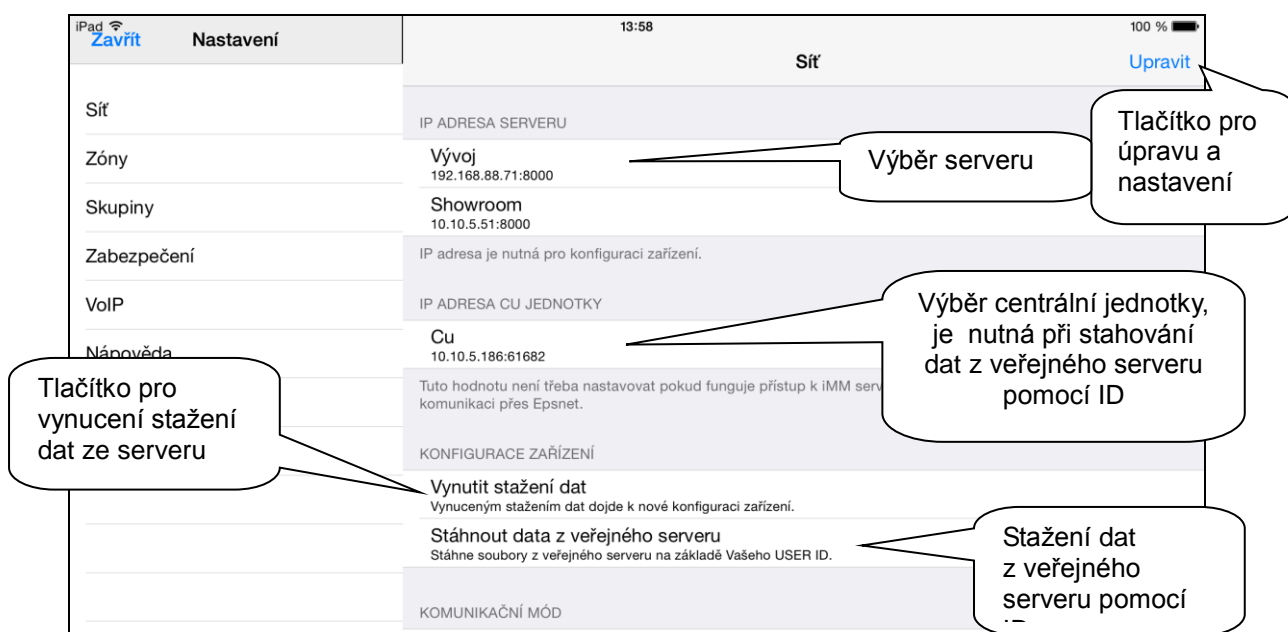 iPad 13:58 100 %
Zavřít Nastavení
Síť
Upravit
Síť
Zóny
Skupiny
Zabezpečení
VoIP
Nápověda
IP ADRESA SERVERU
Vývoj
192.168.88.71:8000
Showroom
10.10.5.51:8000
IP adresa je nutná pro konfiguraci zařízení.
IP ADRESA CU JEDNOTKY
Cu
10.10.5.186:61682
Tuto hodnotu není třeba nastavovat pokud funguje přístup k iMM
komunikaci přes Epsnet.
KONFIGURACE ZAŘÍZENÍ
Vynutit stažení dat
Vynuceným stažením dat dojde k nové konfiguraci zařízení.
Stáhnout data z veřejného serveru
Stáhne soubory z veřejného serveru na základě Vašeho USER ID.
KOMUNIKAČNÍ MÓD
Tlačítko pro
úpravu a
nastavení
Výběr serveru
Výběr centrální jednotky,
je nutná při stahování
dat z veřejného serveru
pomocí ID
Tlačítko pro
vynucení stažení
dat ze serveru
Stažení dat
z veřejného
serveru pomocí